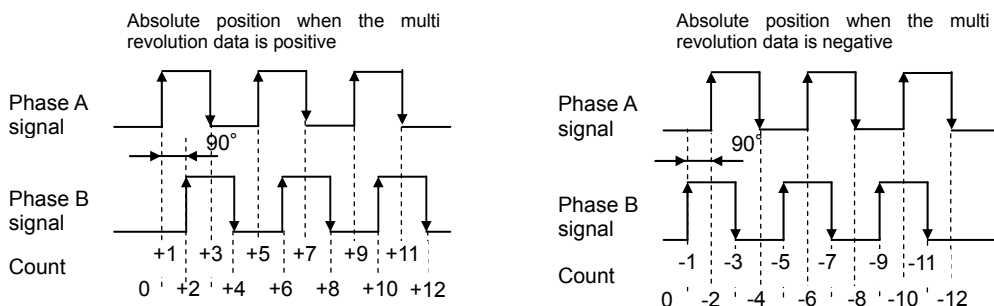 Absolute position when the multi
revolution data is positive
Phase A
signal
90°
Phase B
signal
+1 +3 +5 +7 +9 +11
Count
0 +2 +4 +6 +8 +10 +12
Absolute position when the multi
revolution data is negative
Phase A
signal
90°
Phase B
signal
-1 -3 -5 -7 -9 -11
Count
0 -2 -4 -6 -8 -10 -12